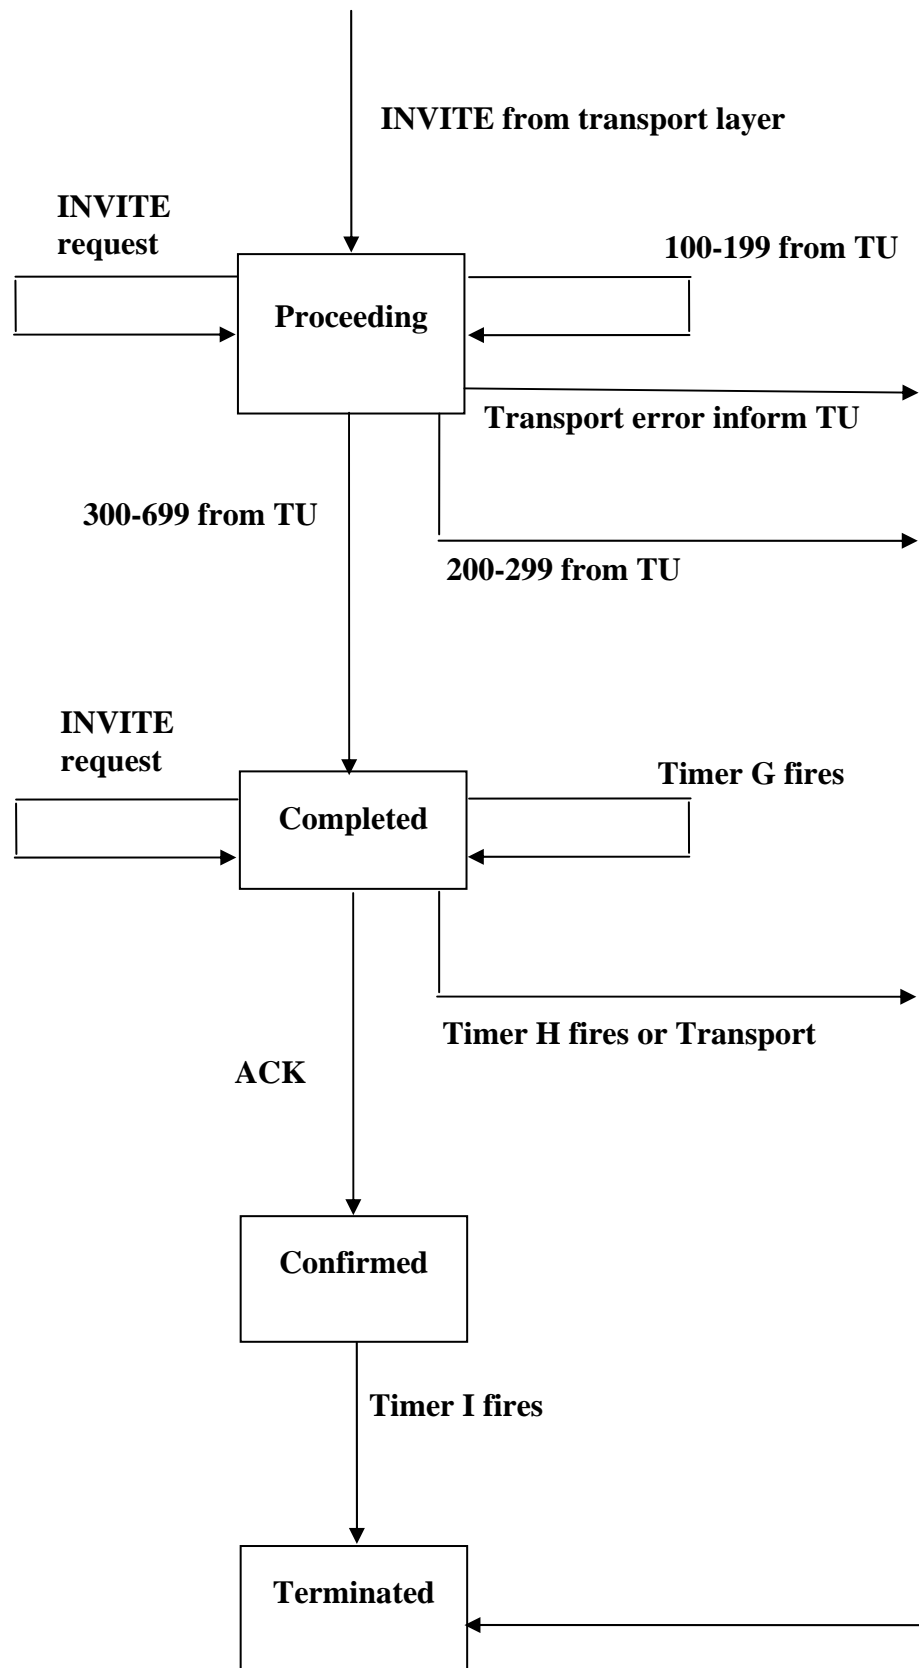 INVITE from transport layer
INVITE
request
100-199 from TU
Proceeding
Transport error inform TU
300-699 from TU
200-299 from TU
INVITE
request
Timer G fires
Completed
Timer H fires or Transport
ACK
Confirmed
Timer I fires
Terminated